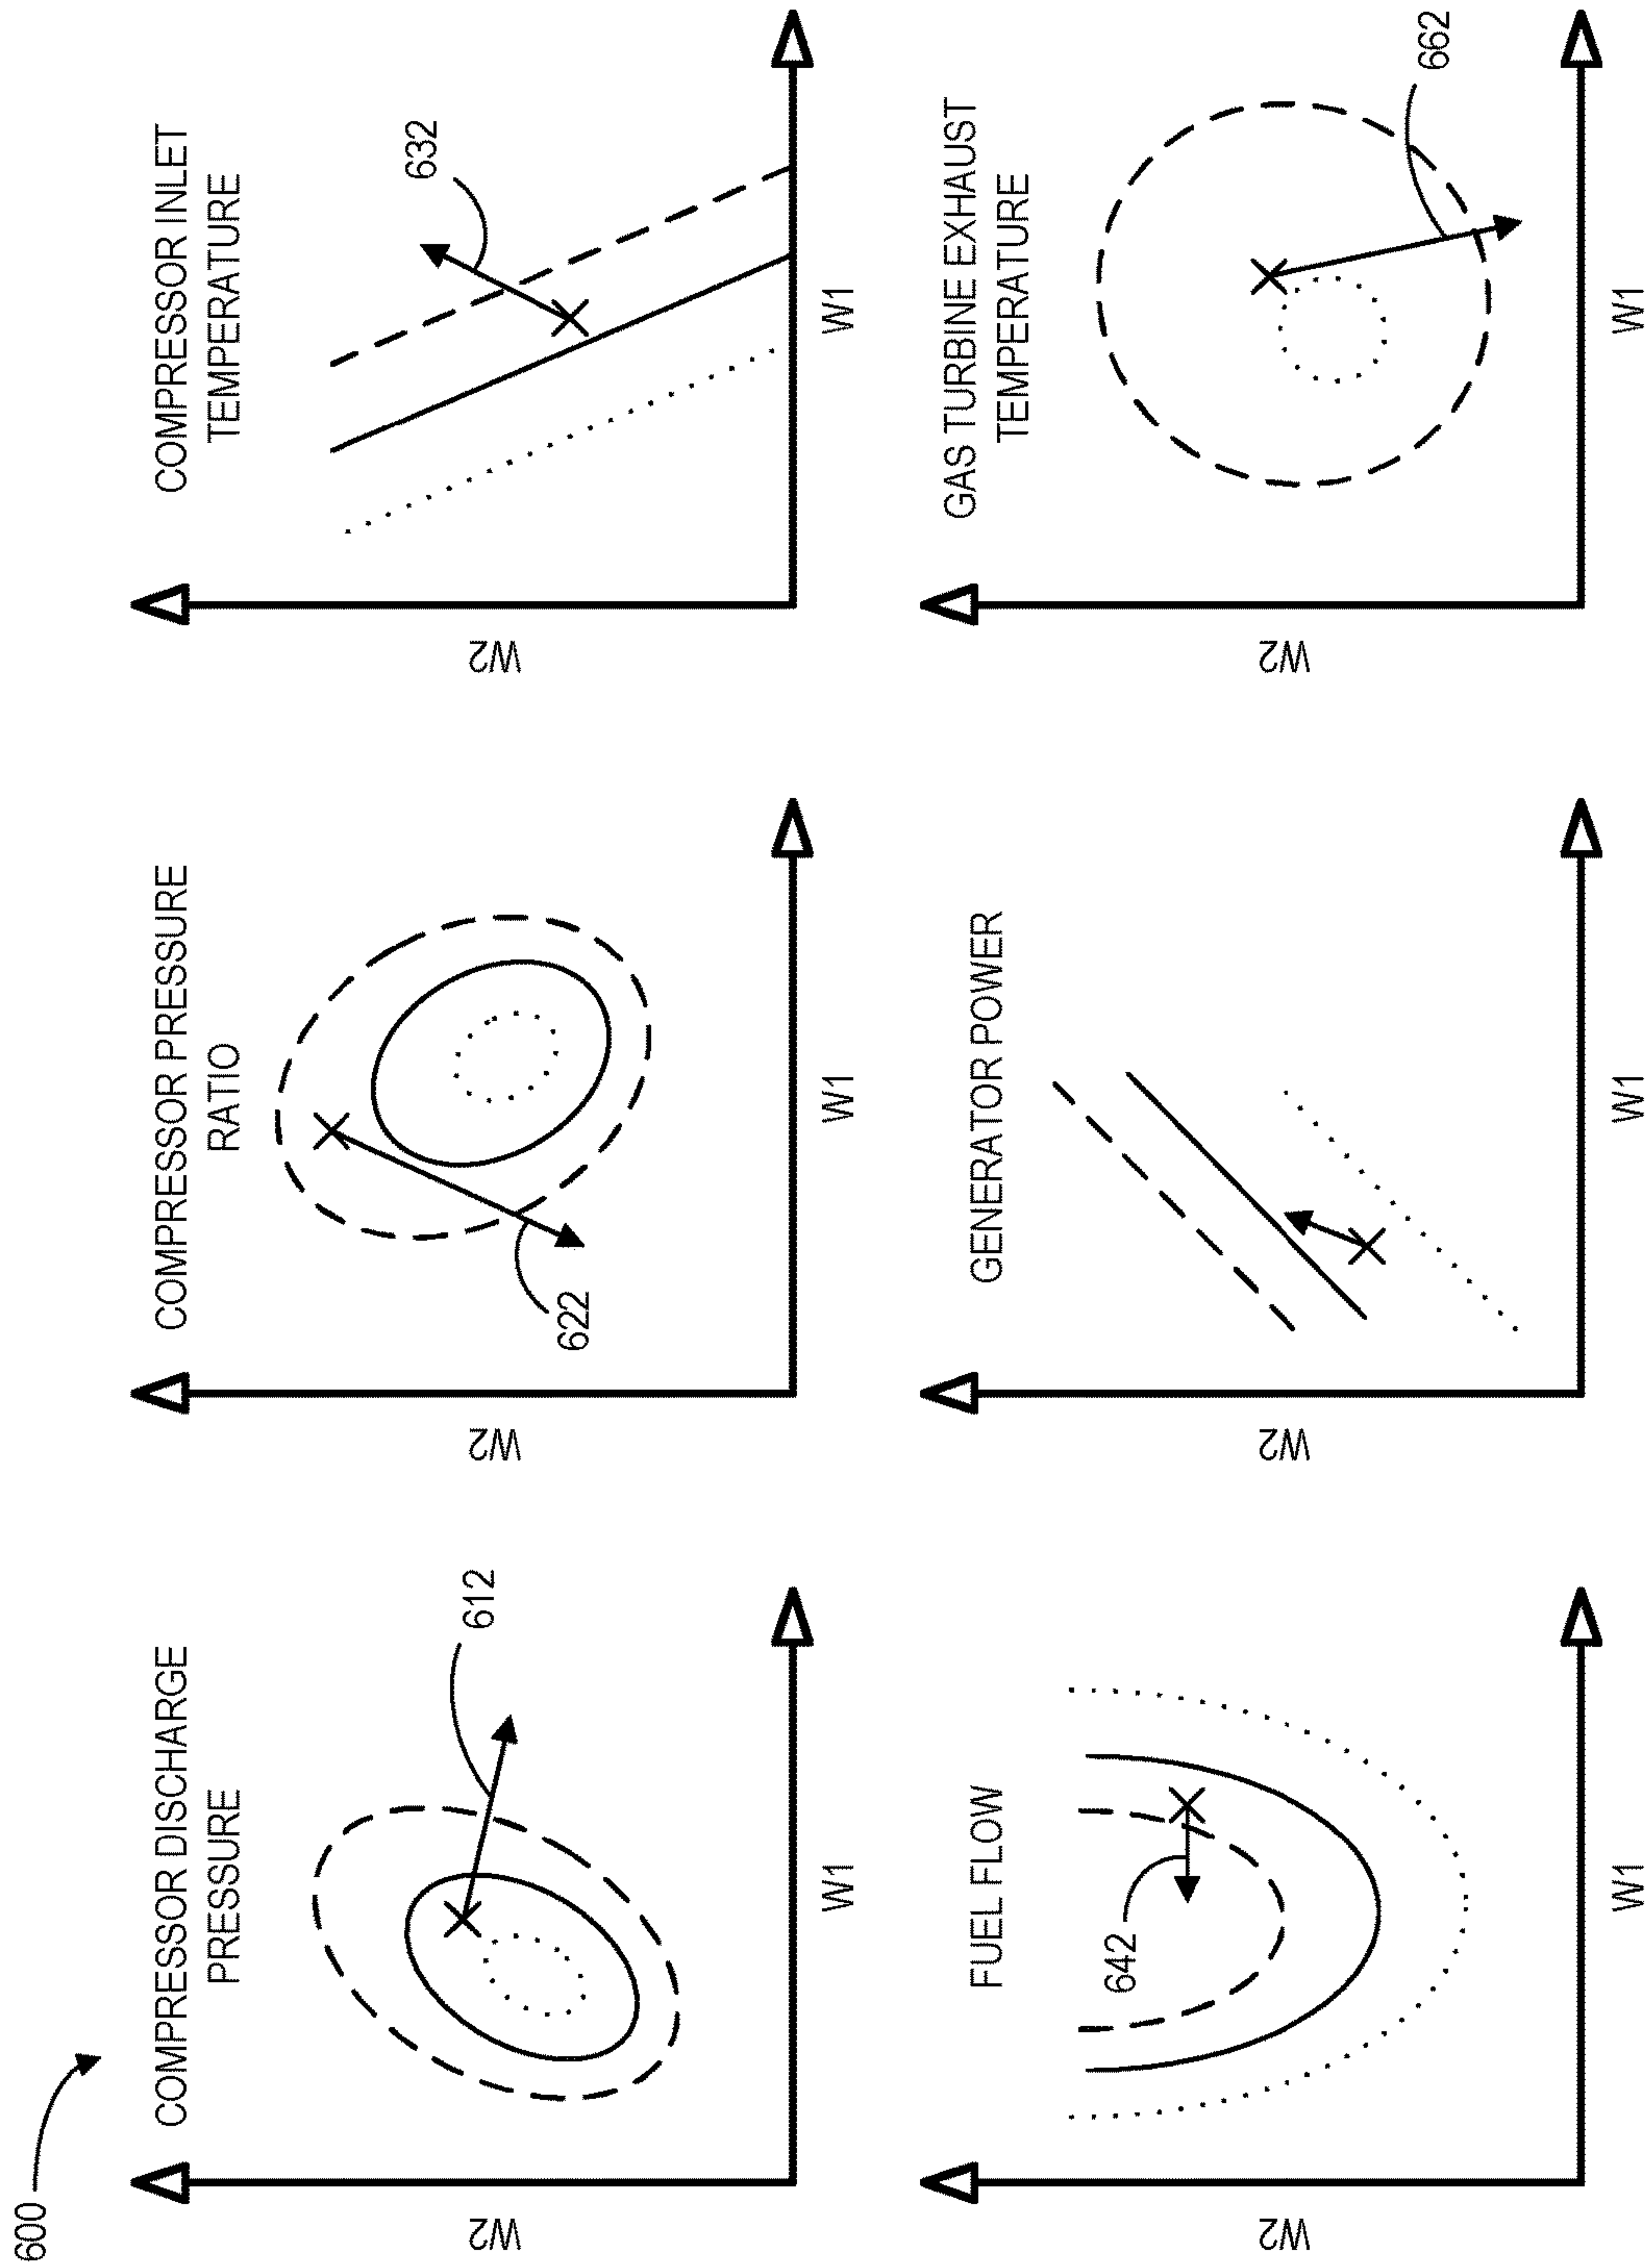 600
COMPRESSOR DISCHARGE
PRESSURE
612
W2
W1
COMPRESSOR PRESSURE
RATIO
622
W2
W1
COMPRESSOR INLET
TEMPERATURE
632
W2
W1
FUEL FLOW
642
W2
W1
GENERATOR POWER
W2
W1
GAS TURBINE EXHAUST
TEMPERATURE
662
W2
W1